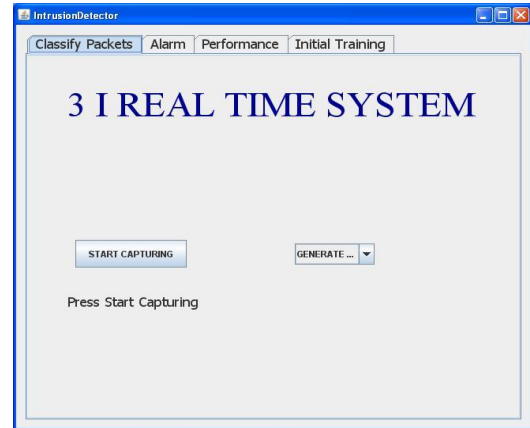 IntrusionDetector
Classify Packets Alarm Performance Initial Training
3 I REAL TIME SYSTEM
START CAPTURING GENERATE ...
Press Start Capturing